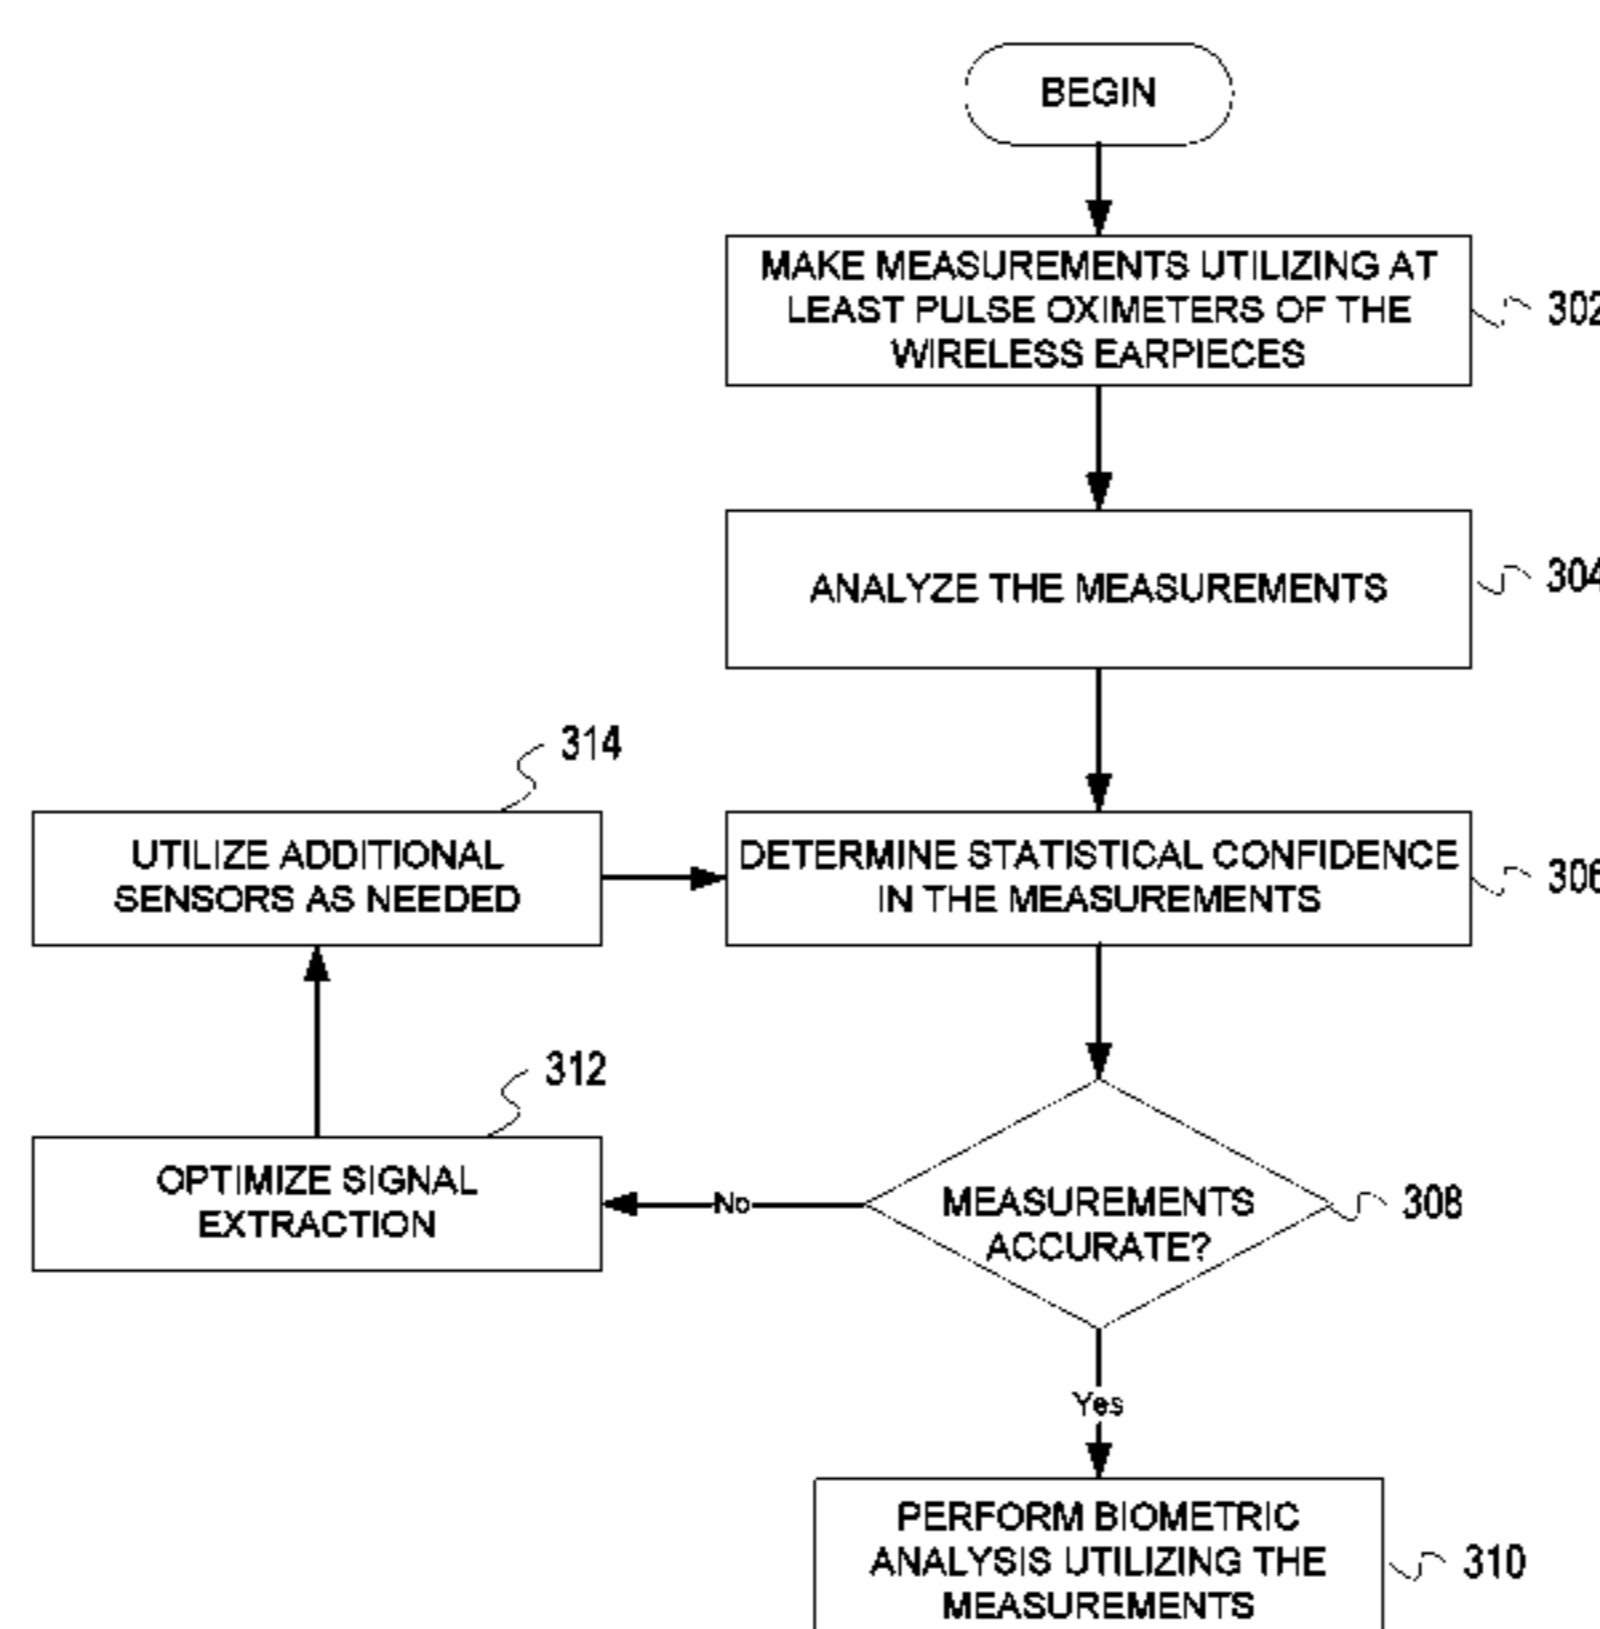 BEGIN
MAKE MEASUREMENTS UTILIZING AT
LEAST PULSE OXIMETERS OF THE
WIRELESS EARPIECES
302
ANALYZE THE MEASUREMENTS
304
314
UTILIZE ADDITIONAL
SENSORS AS NEEDED
DETERMINE STATISTICAL CONFIDENCE
IN THE MEASUREMENTS
306
312
OPTIMIZE SIGNAL
EXTRACTION
No
MEASUREMENTS
ACCURATE?
308
Yes
PERFORM BIOMETRIC
ANALYSIS UTILIZING THE
MEASUREMENTS
310